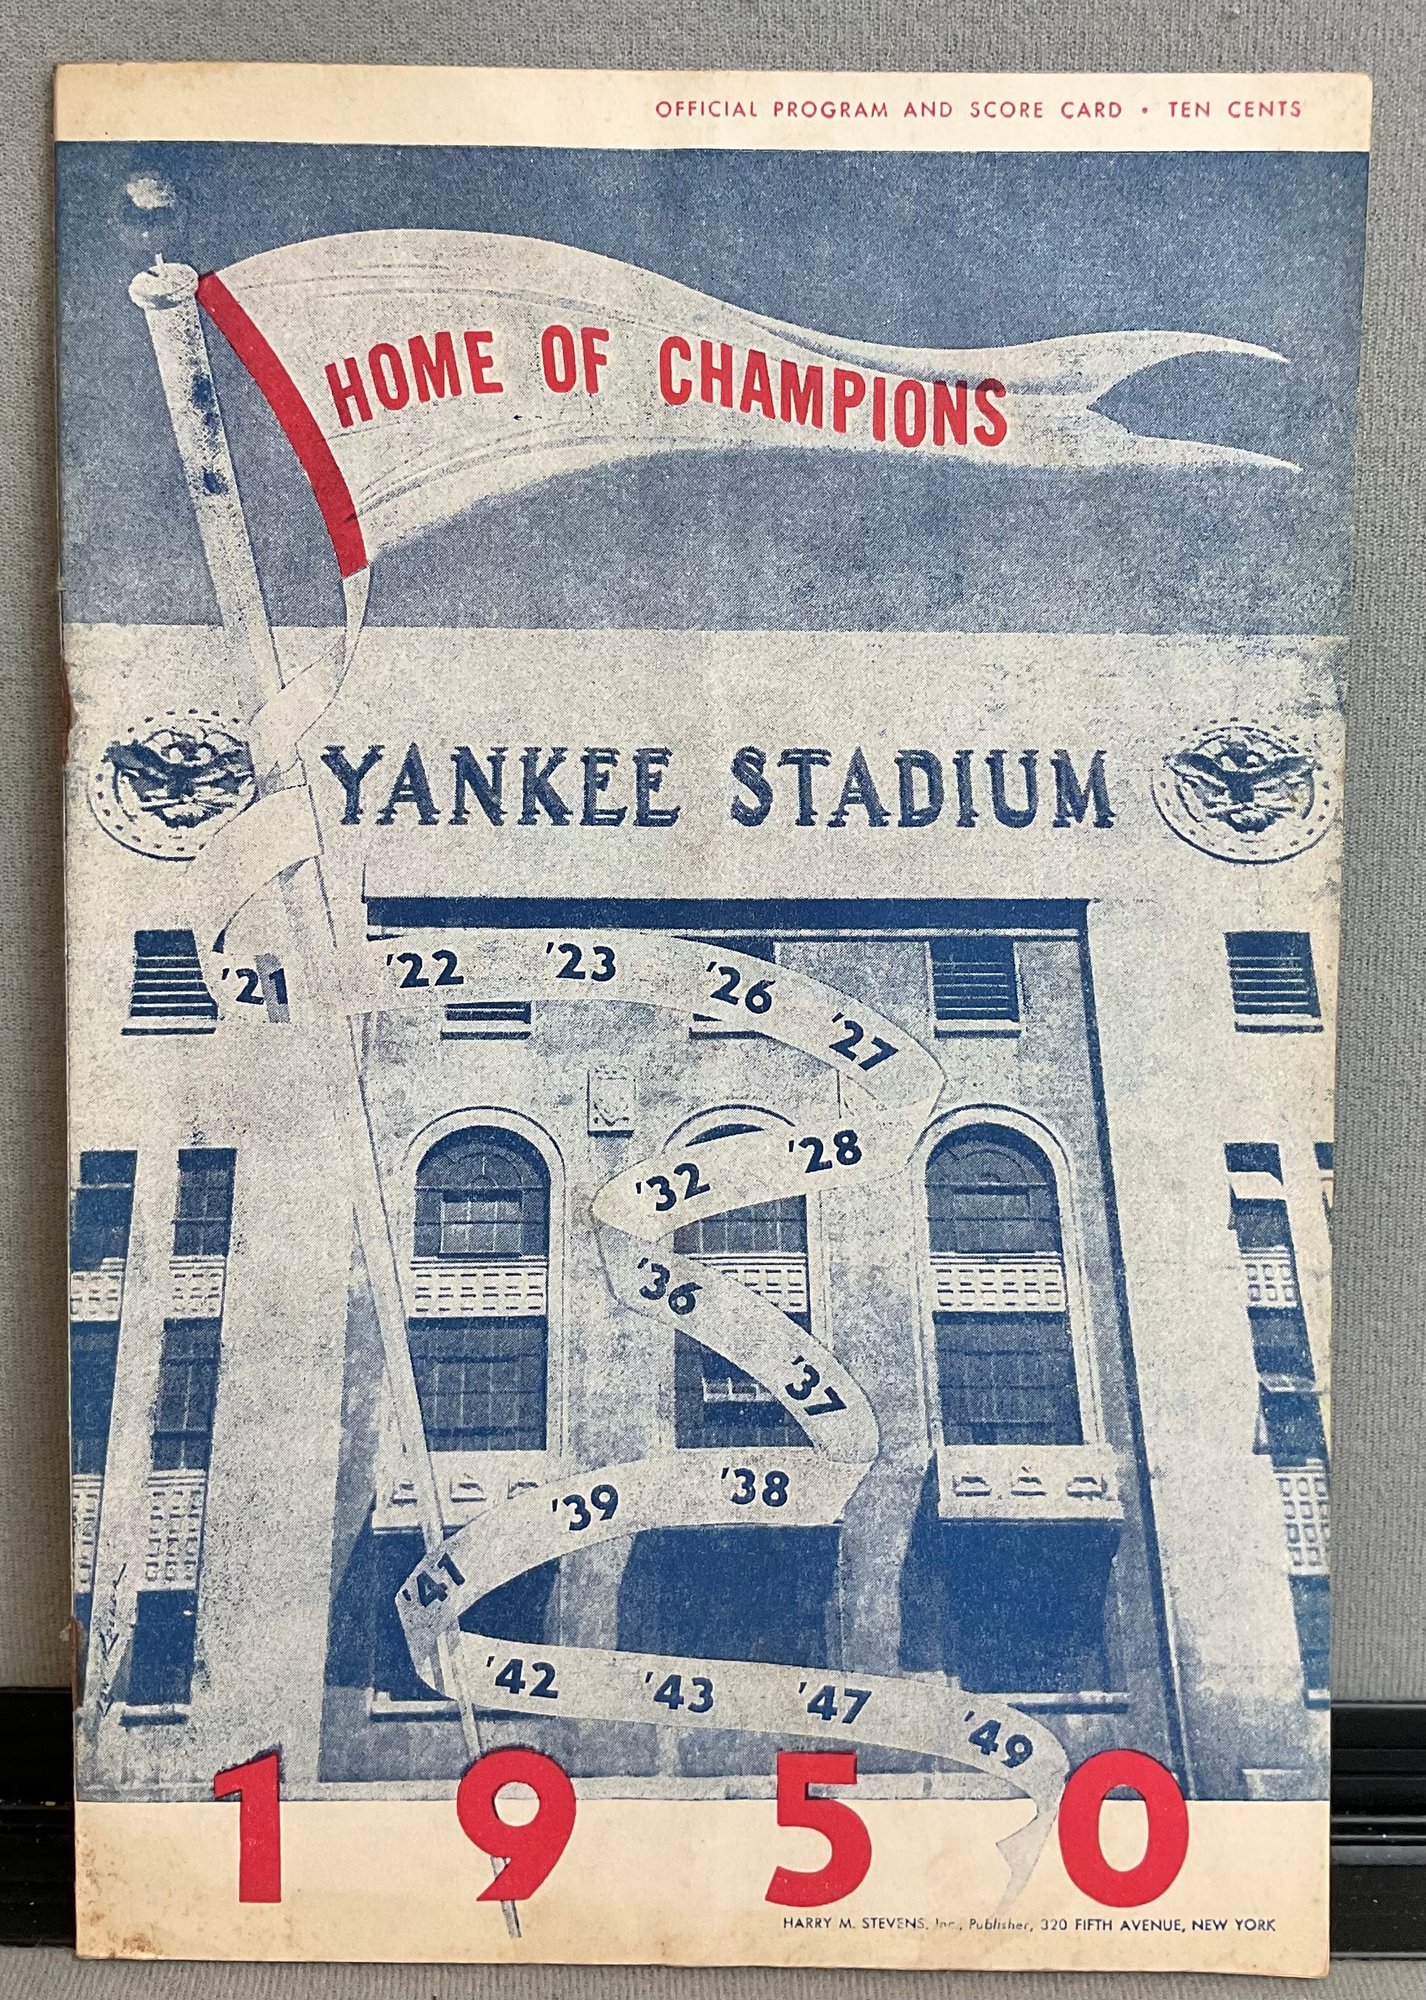 OFFICIAL PROGRAM AND SCORE CARD • TEN CENTS
HOME OF CHAMPIONS
YANKEE STADIUM
'21 '22 '23 '26 '27
'28
'32
'36
'37
'38
'39
'41
'42 '43 '47 '49
1950
HARRY M. STEVENS, Inc., Publisher, 320 FIFTH AVENUE, NEW YORK